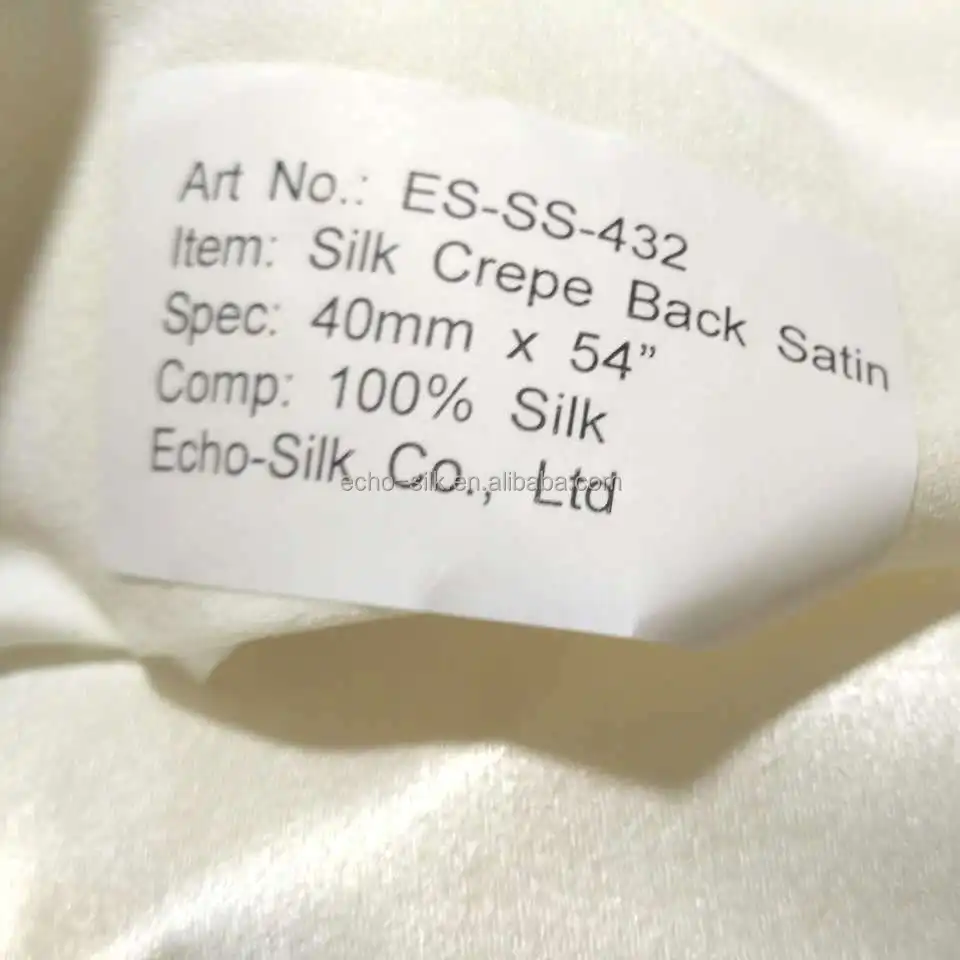 Art No.: ES-SS-432
Item: Silk Crepe Back Satin
Spec: 40mm x 54”
Comp: 100% Silk
Echo-Silk Co., Ltd
echo-silk.en.alibaba.com